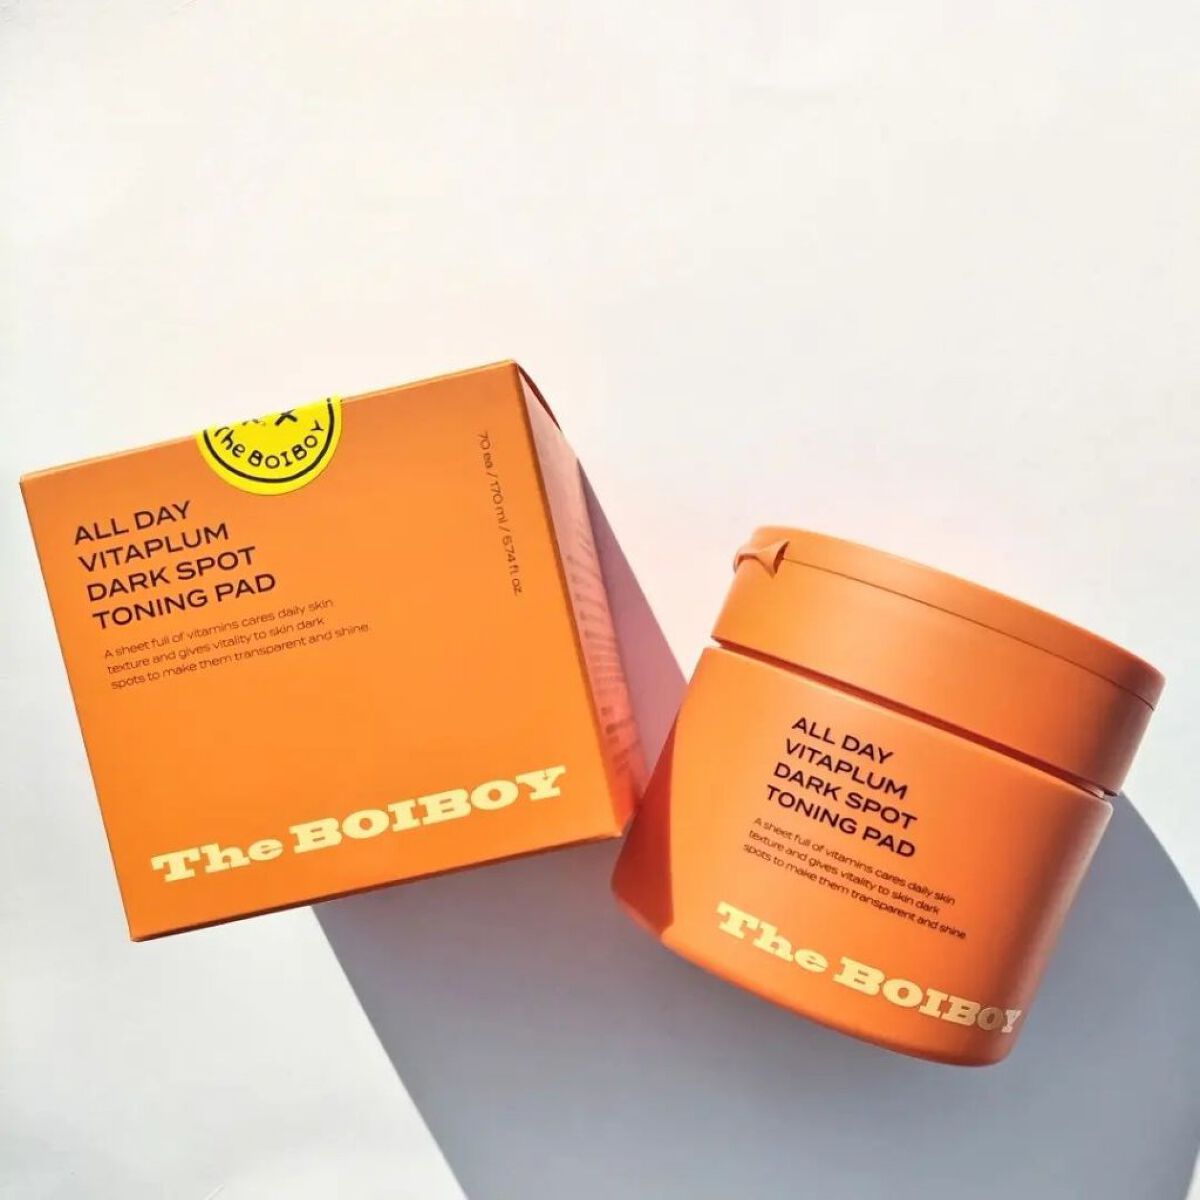 The BOIBOY
ALL DAY
VITAPLUM
DARK SPOT
TONING PAD
A sheet full of vitamins cares daily skin
texture and gives vitality to skin dark
spots to make them transparent and shine.
70 ea / 170 ml / 5.74 fl. oz.
The BOIBOY
ALL DAY
VITAPLUM
DARK SPOT
TONING PAD
A sheet full of vitamins cares daily skin
texture and gives vitality to skin dark
spots to make them transparent and shine
The BOIBOY